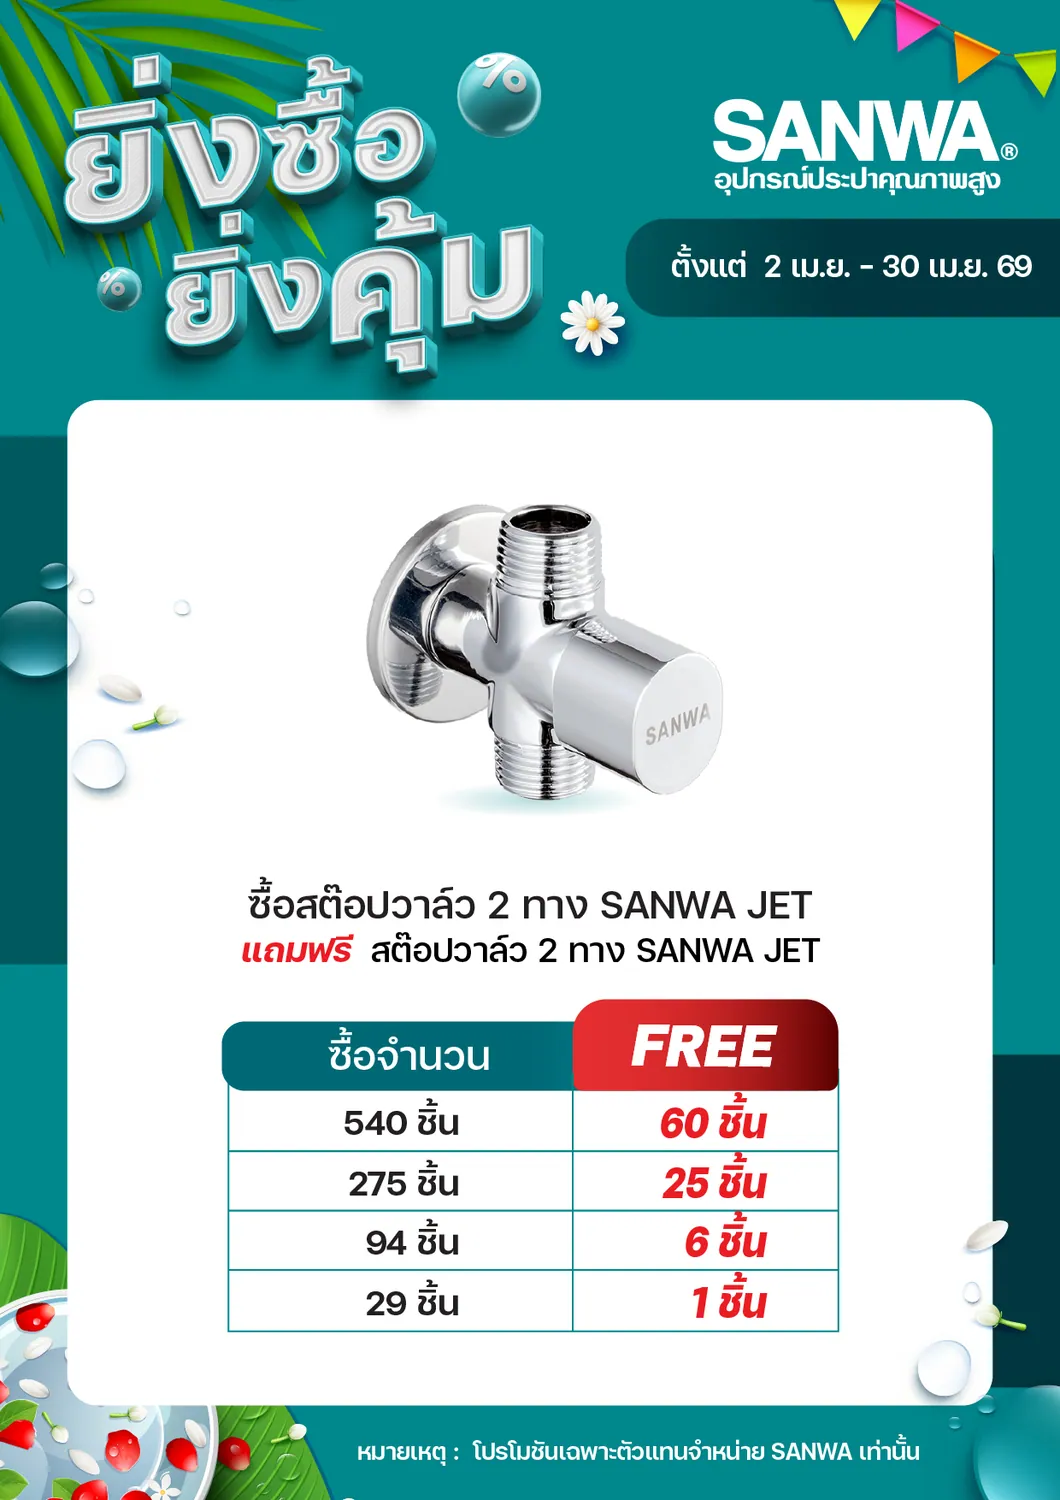 ยิ่งซื้อ
ยิ่งคุ้ม
%
%
SANWA®
อุปกรณ์ประปาคุณภาพสูง
ตั้งแต่ 2 เม.ย. - 30 เม.ย. 69
SANWA
ซื้อสต๊อปวาล์ว 2 ทาง SANWA JET
แถมฟรี สต๊อปวาล์ว 2 ทาง SANWA JET
ซื้อจำนวน FREE
540 ชิ้น 60 ชิ้น
275 ชิ้น 25 ชิ้น
94 ชิ้น 6 ชิ้น
29 ชิ้น 1 ชิ้น
หมายเหตุ : โปรโมชันเฉพาะตัวแทนจำหน่าย SANWA เท่านั้น